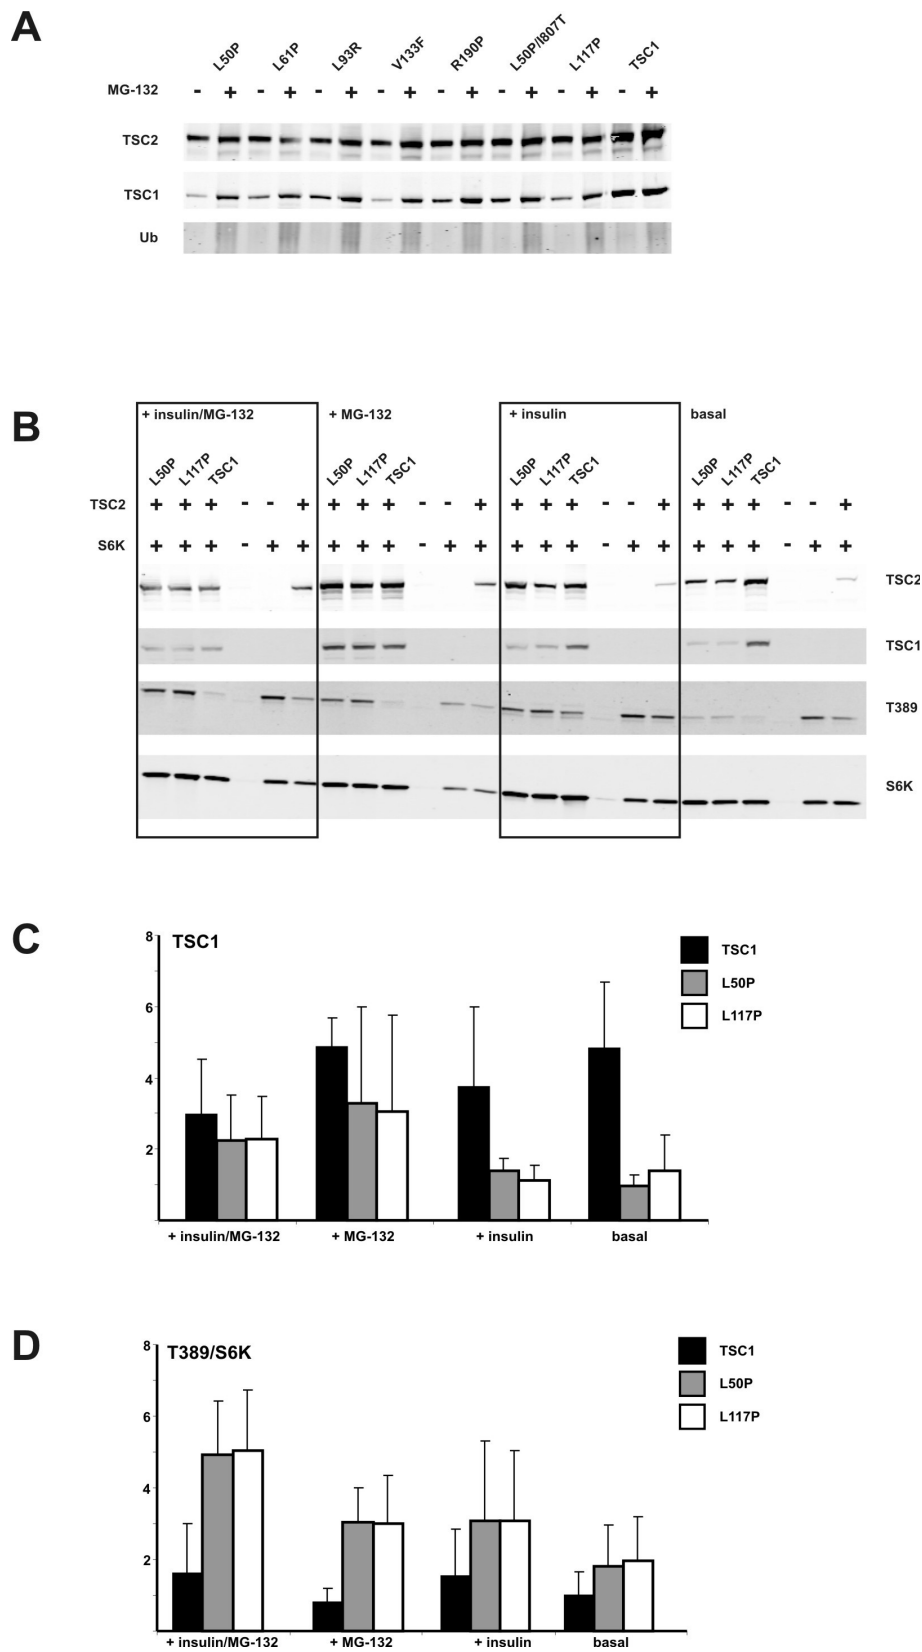 A
L50P L61P L93R V133F R190P L50P/I807T L117P TSC1
MG-132 - + - + - + - + - + - + - + - +
TSC2
TSC1
Ub
B
+ insulin/MG-132 + MG-132 + insulin basal
L50P L117P TSC1 L50P L117P TSC1 L50P L117P TSC1 L50P L117P TSC1
TSC2 + + + - - + + + + - - + + + + - - + + + + - - +
S6K + + + - + + + + + - + + + + + - + + + + + - + +
TSC2
TSC1
T389
S6K
C
TSC1
8
6
4
2
+ insulin/MG-132 + MG-132 + insulin basal
TSC1
L50P
L117P
D
T389/S6K
8
6
4
2
+ insulin/MG-132 + MG-132 + insulin basal
TSC1
L50P
L117P